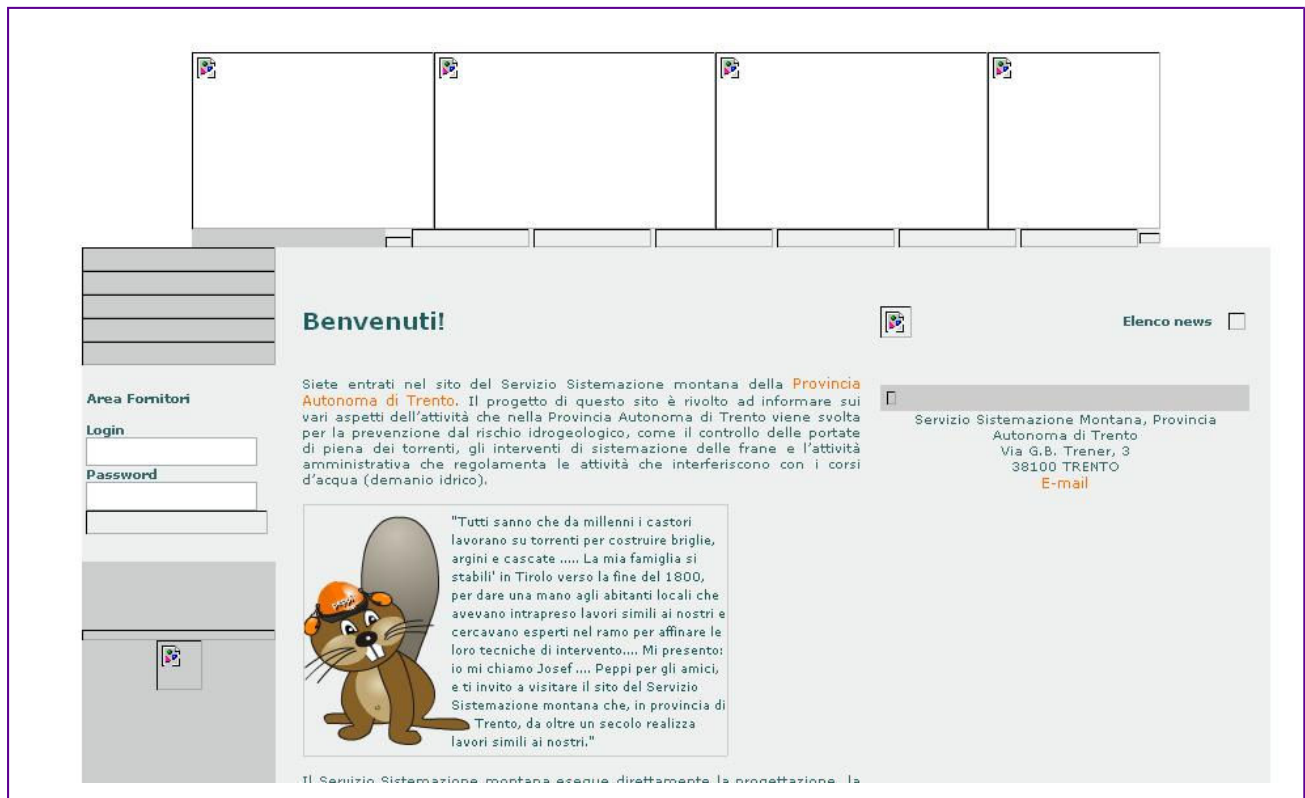 Benvenuti!
Elenco news
Area Fornitori
Login
Password
Siete entrati nel sito del Servizio Sistemazione montana della Provincia
Autonoma di Trento. Il progetto di questo sito è rivolto ad informare sui
vari aspetti dell'attività che nella Provincia Autonoma di Trento viene svolta
per la prevenzione dal rischio idrogeologico, come il controllo delle portate
di piena dei torrenti, gli interventi di sistemazione delle frane e l'attività
amministrativa che regolamenta le attività che interferiscono con i corsi
d'acqua (demanio idrico).
"Tutti sanno che da millenni i castori
lavorano su torrenti per costruire briglie,
argini e cascate ..... La mia famiglia si
stabili' in Tirolo verso la fine del 1800,
per dare una mano agli abitanti locali che
avevano intrapreso lavori simili ai nostri e
cercavano esperti nel ramo per affinare le
loro tecniche di intervento.... Mi presento:
io mi chiamo Josef .... Peppi per gli amici,
e ti invito a visitare il sito del Servizio
Sistemazione montana che, in provincia di
Trento, da oltre un secolo realizza
lavori simili ai nostri."
Il Servizio Sistemazione montana esegue direttamente la progettazione, la
Servizio Sistemazione Montana, Provincia
Autonoma di Trento
Via G.B. Trener, 3
38100 TRENTO
E-mail